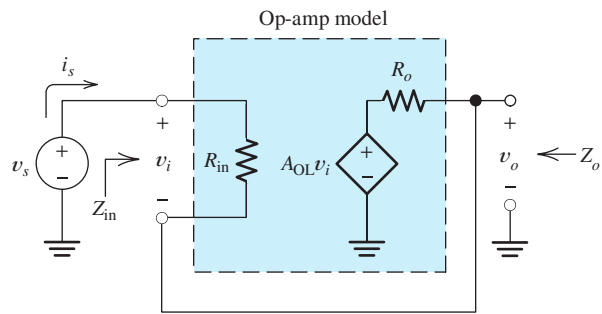 Op-amp model
i_s
R_o
+
+
+
+
v_s
−
v_i
R_in
A_OL v_i
−
v_o
Z_o
Z_in
−
−